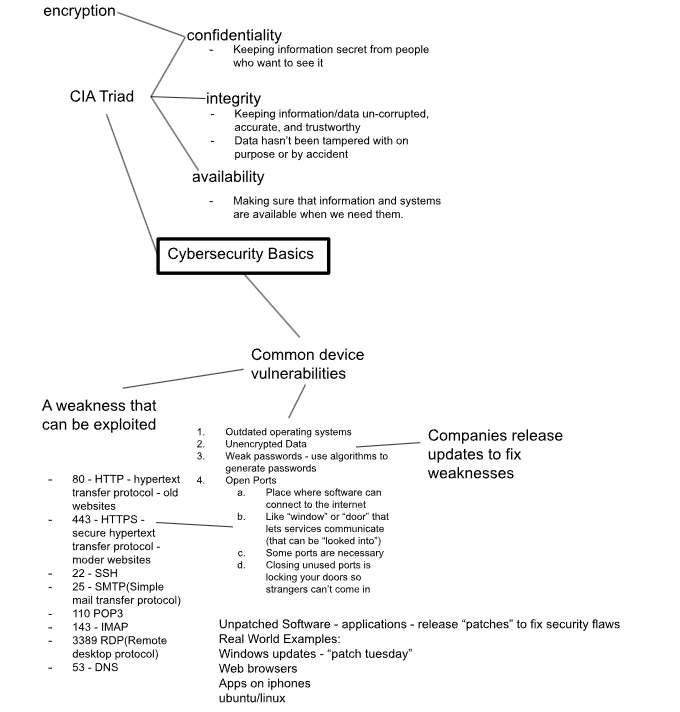 encryption
confidentiality
- Keeping information secret from people
who want to see it
CIA Triad
integrity
- Keeping information/data un-corrupted,
accurate, and trustworthy
- Data hasn't been tampered with on
purpose or by accident
availability
- Making sure that information and systems
are available when we need them.
Cybersecurity Basics
Common device
vulnerabilities
A weakness that
can be exploited
1. Outdated operating systems
2. Unencrypted Data
3. Weak passwords - use algorithms to
generate passwords
4. Open Ports
a. Place where software can
connect to the internet
b. Like “window” or “door” that
lets services communicate
(that can be “looked into”)
c. Some ports are necessary
d. Closing unused ports is
locking your doors so
strangers can't come in
Companies release
updates to fix
weaknesses
- 80 - HTTP - hypertext
transfer protocol - old
websites
- 443 - HTTPS -
secure hypertext
transfer protocol -
moder websites
- 22 - SSH
- 25 - SMTP(Simple
mail transfer protocol)
- 110 POP3
- 143 - IMAP
- 3389 RDP(Remote
desktop protocol)
- 53 - DNS
Unpatched Software - applications - release “patches” to fix security flaws
Real World Examples:
Windows updates - “patch tuesday”
Web browsers
Apps on iphones
ubuntu/linux